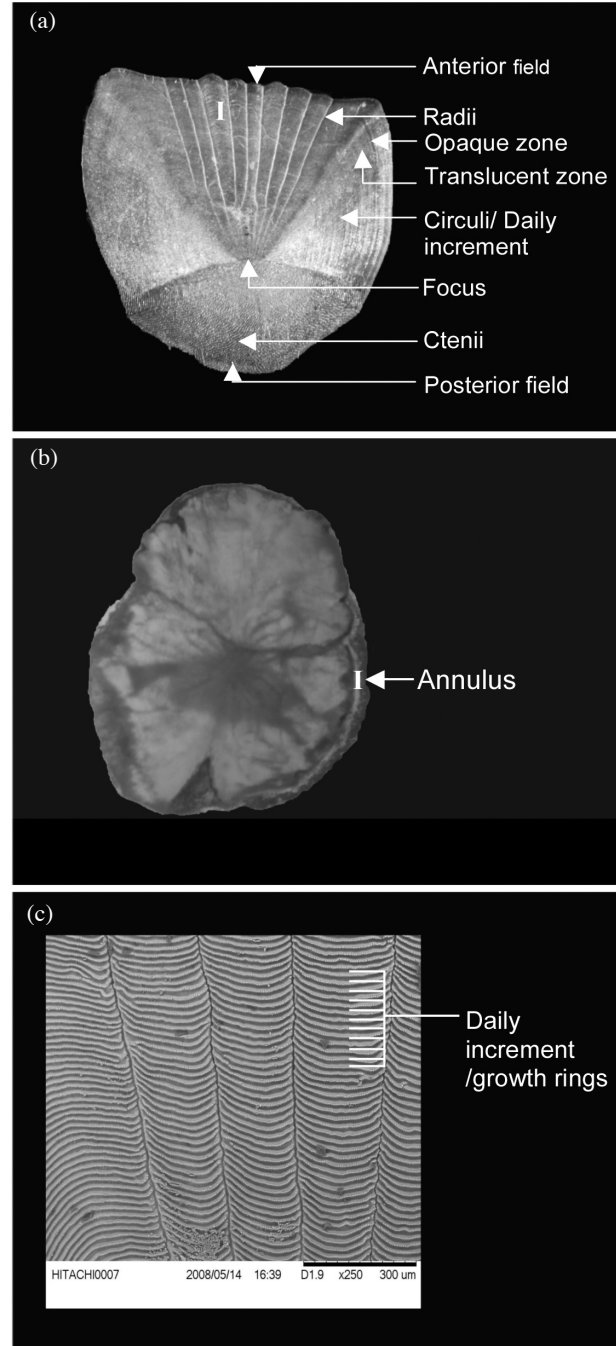 (a)
Anterior field
I
Radii
Opaque zone
Translucent zone
Circuli/ Daily
increment
Focus
Ctenii
Posterior field
(b)
I
Annulus
(c)
Daily
increment
/growth rings
HITACHI0007 2008/05/14 16:39 D1.9 x250 300 um